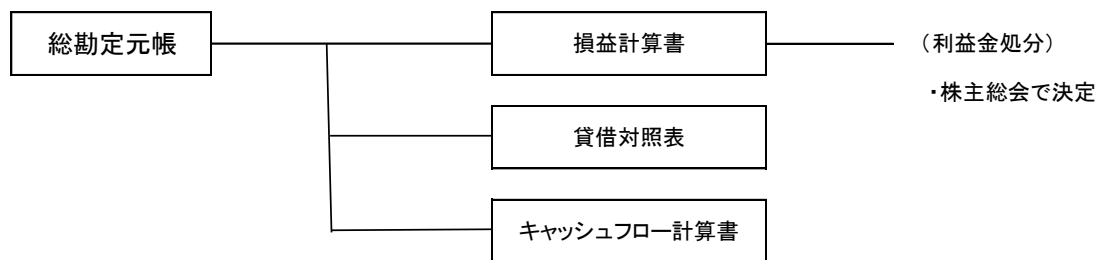 総勘定元帳
損益計算書
（利益金処分）
・株主総会で決定
貸借対照表
キャッシュフロー計算書